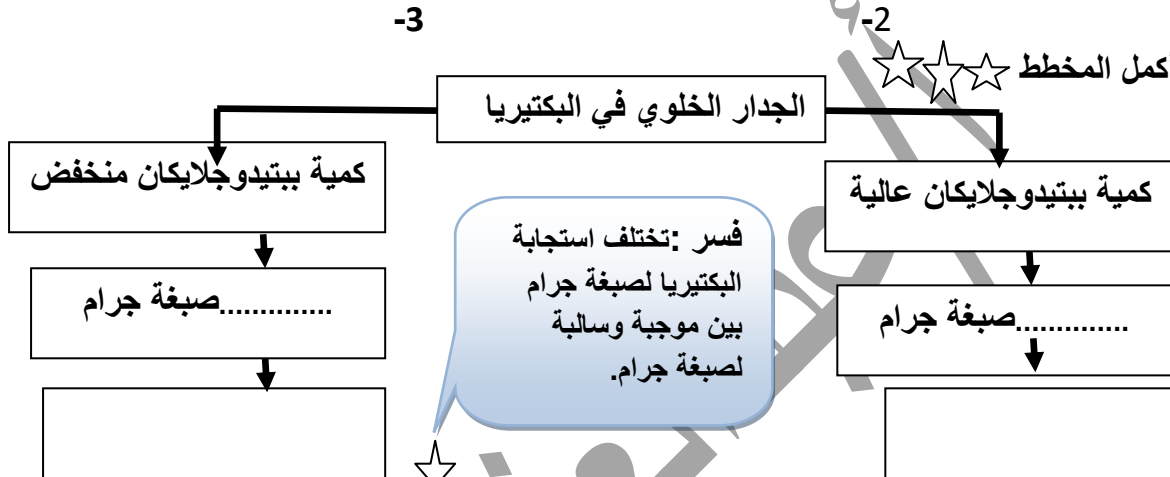 -2
-3
كمل المخطط
الجدار الخلوي في البكتيريا
كمية ببتيدوجلايكان عالية
كمية ببتيدوجلايكان منخفض
..............صبغة جرام
..............صبغة جرام
فسر :تختلف استجابة
البكتيريا لصبغة جرام
بين موجبة وسالبة
لصبغة جرام.